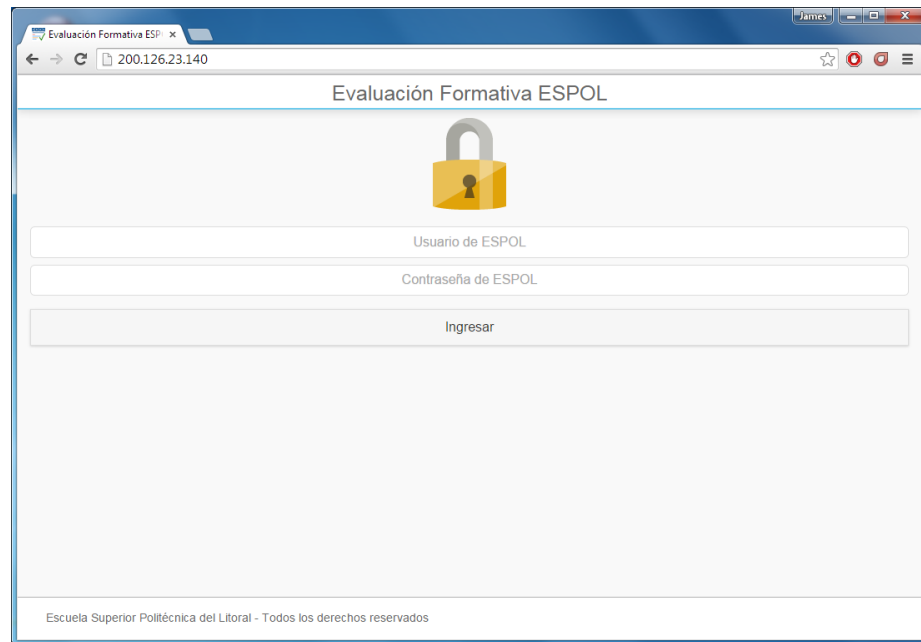 James
Evaluación Formativa ESP
200.126.23.140
Evaluación Formativa ESPOL
Usuario de ESPOL
Contraseña de ESPOL
Ingresar
Escuela Superior Politécnica del Litoral - Todos los derechos reservados